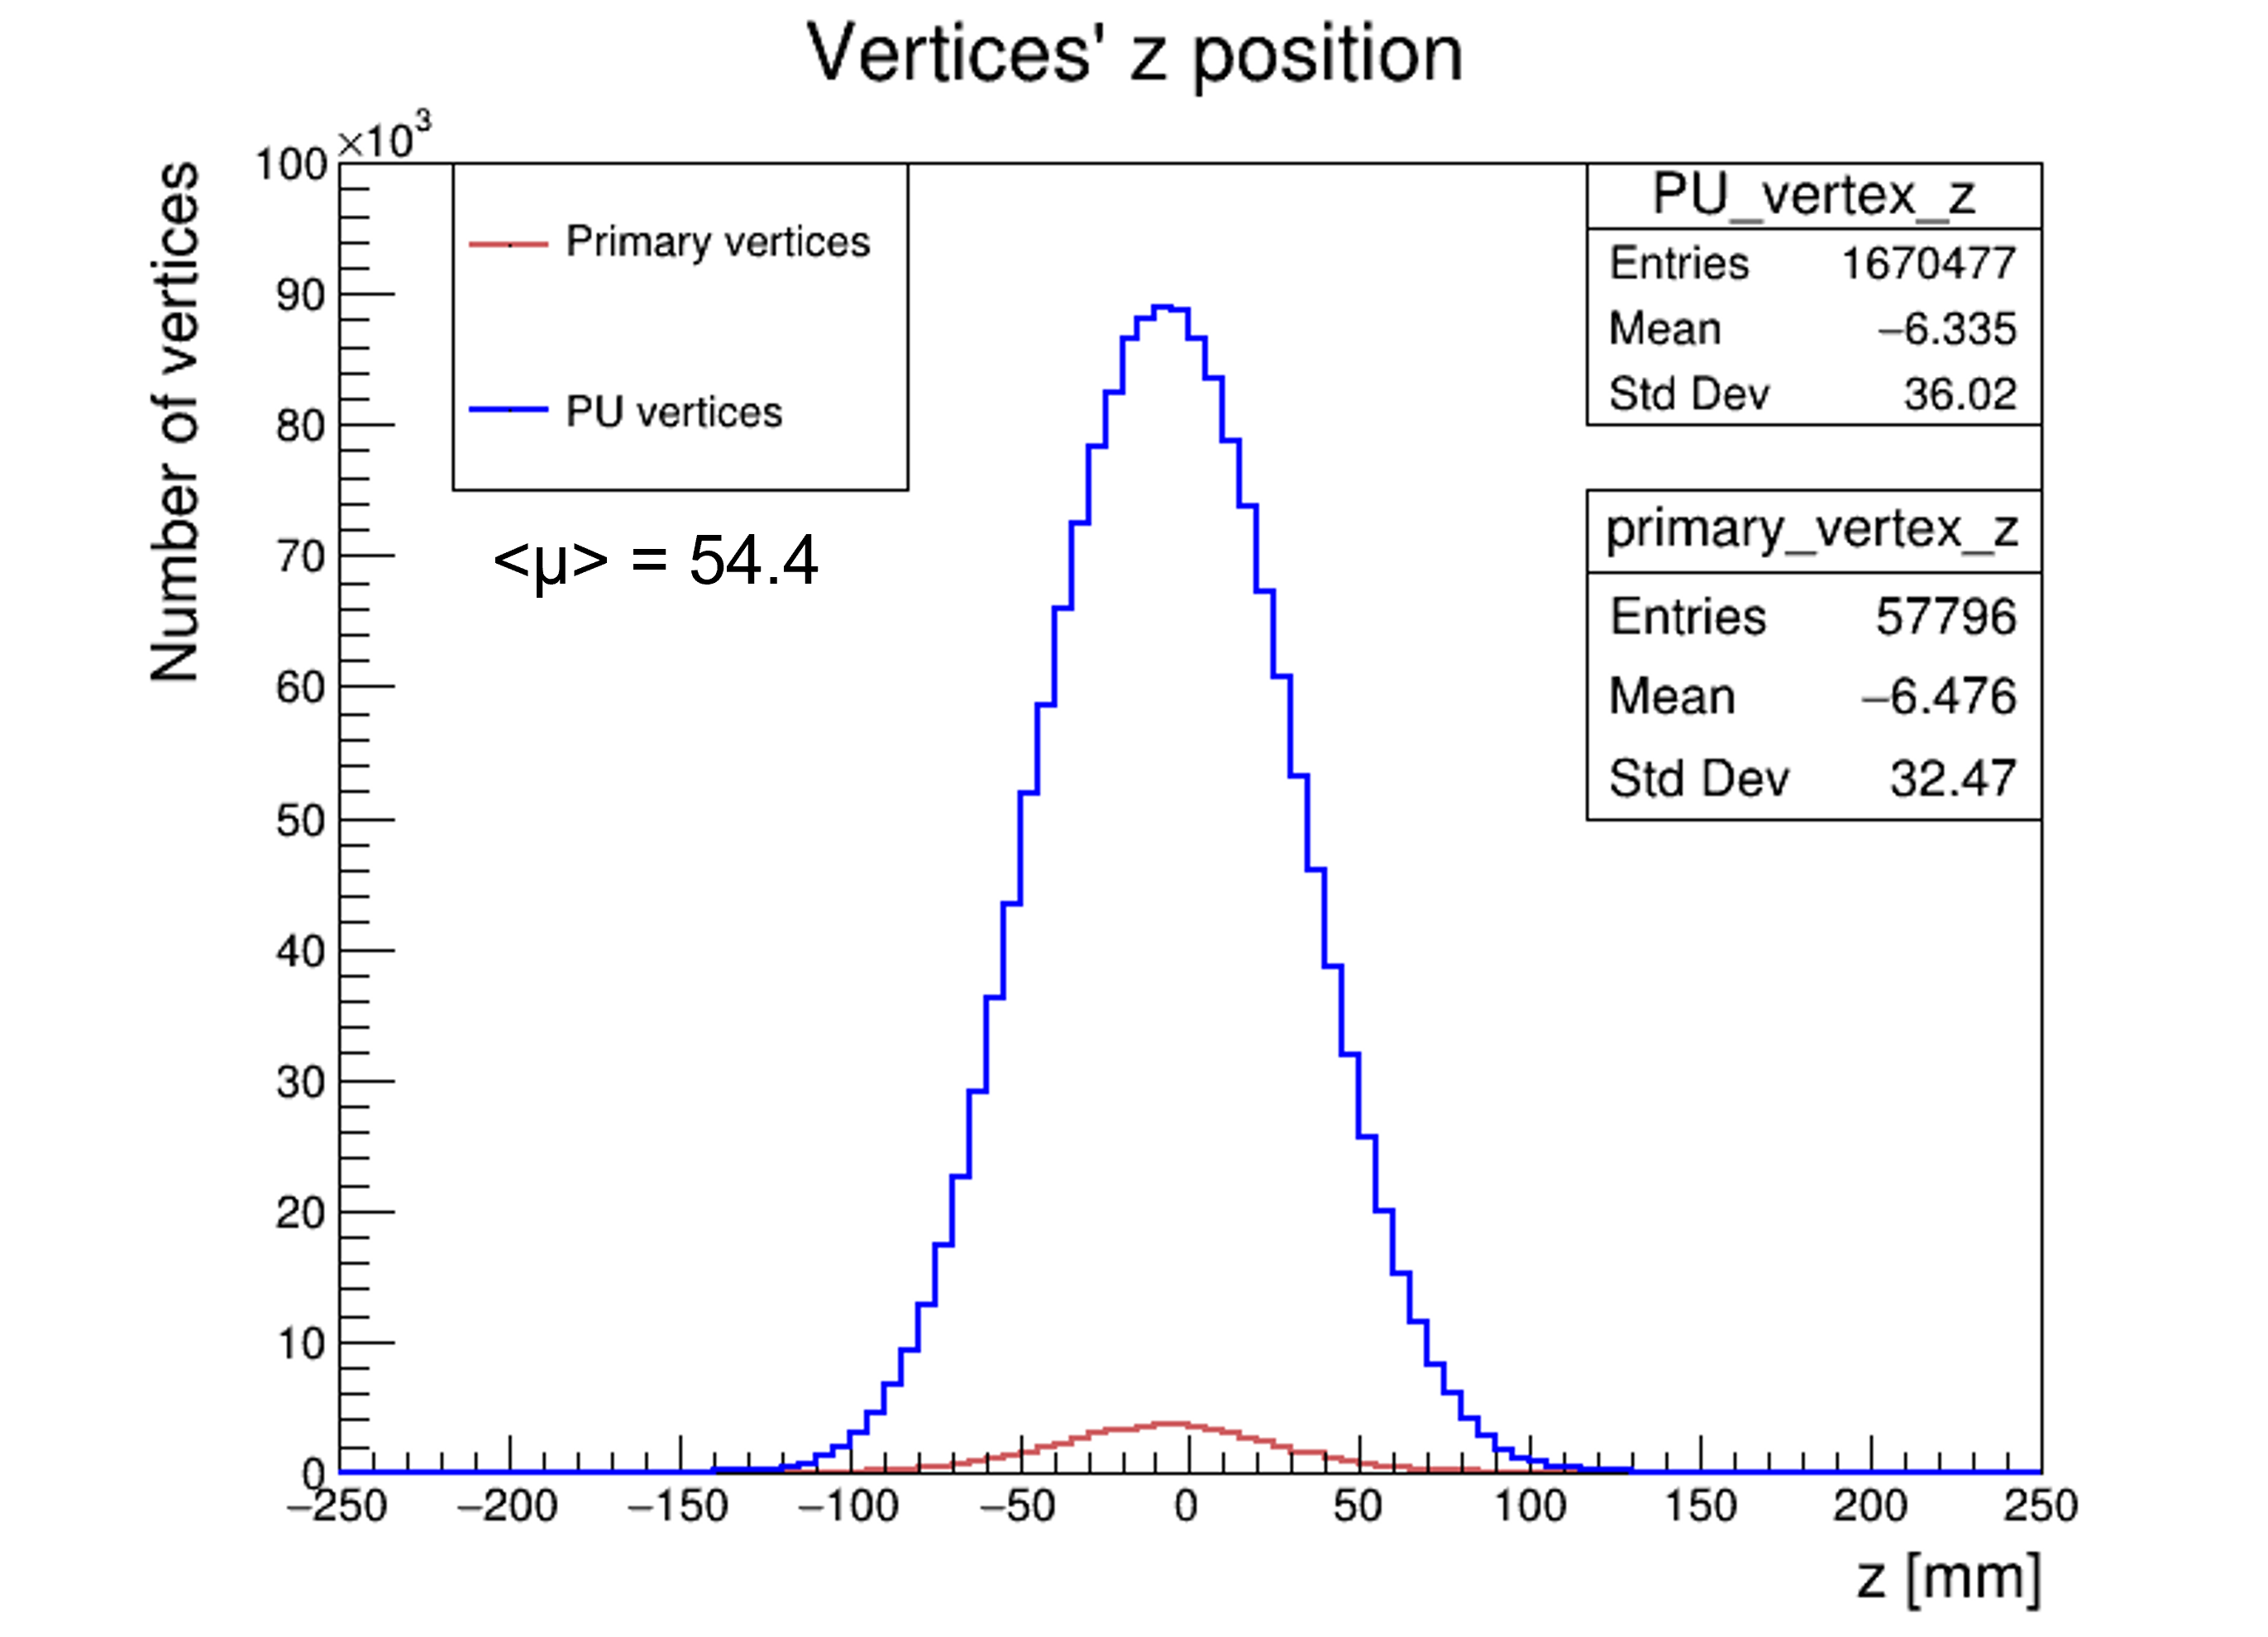 Vertices' z position
×10³
Number of vertices
100
90
80
70
60
50
40
30
20
10
0
Primary vertices
PU vertices
<μ> = 54.4
PU_vertex_z
Entries 1670477
Mean −6.335
Std Dev 36.02
primary_vertex_z
Entries 57796
Mean −6.476
Std Dev 32.47
−250 −200 −150 −100 −50 0 50 100 150 200 250
z [mm]